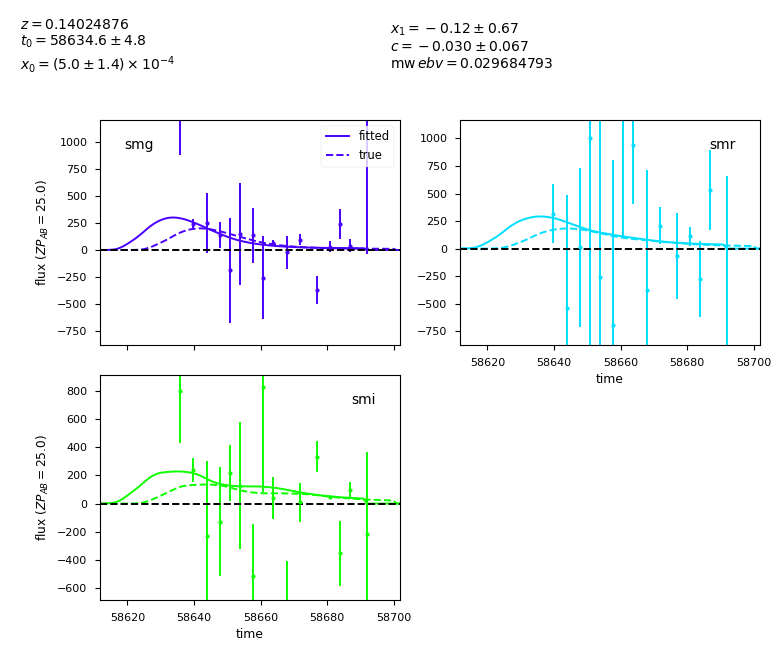 z = 0.14024876
t₀ = 58634.6 ± 4.8
x₀ = (5.0 ± 1.4) × 10⁻⁴
x₁ = −0.12 ± 0.67
c = −0.030 ± 0.067
mw ebv = 0.029684793
smg
fitted
true
1000
750
500
250
0
−250
−500
−750
flux (ZP_AB = 25.0)
smr
1000
750
500
250
0
−250
−500
−750
58620 58640 58660 58680 58700
time
smi
800
600
400
200
0
−200
−400
−600
flux (ZP_AB = 25.0)
58620 58640 58660 58680 58700
time